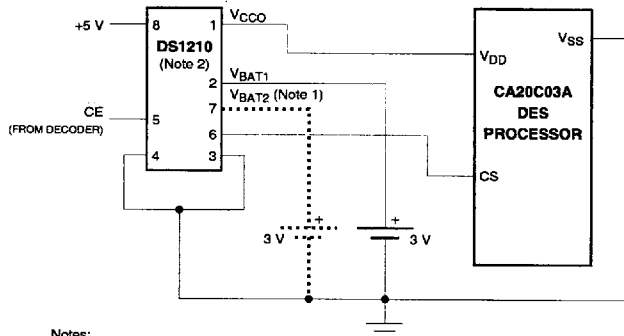 +5 V
8
1
VCCO
DS1210
(Note 2)
2
VBAT1
VBAT2 (Note 1)
7
CE
(FROM DECODER)
5
6
4
3
VDD
VSS
CA20C03A
DES
PROCESSOR
CS
+
3 V
+
3 V
Notes: